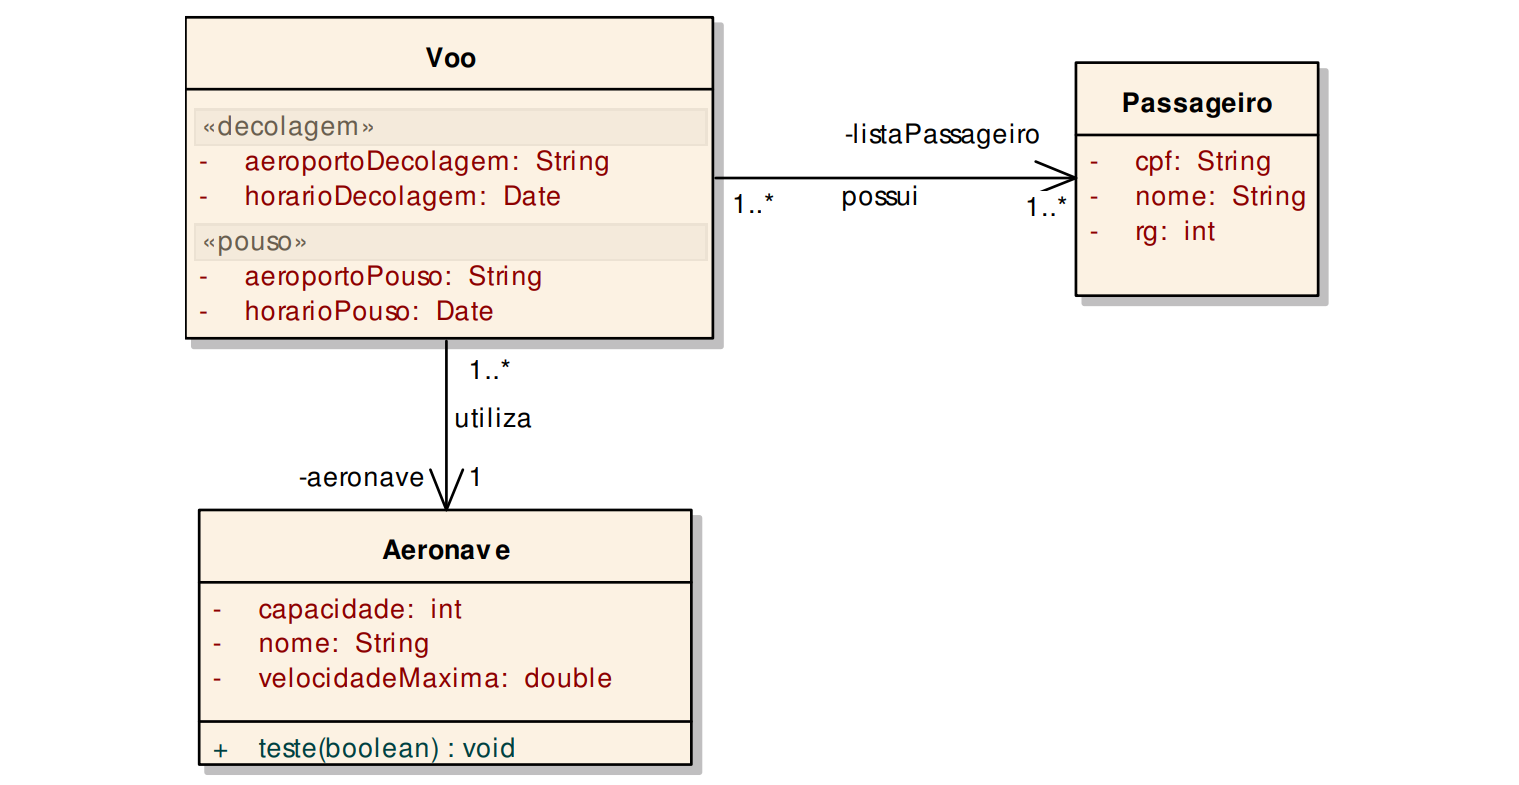 Voo
«decolagem»
- aeroportoDecolagem: String
- horarioDecolagem: Date
«pouso»
- aeroportoPouso: String
- horarioPouso: Date
-listaPassageiro
1..*
possui
1..*
Passageiro
- cpf: String
- nome: String
- rg: int
1..*
utiliza
-aeronave
1
Aeronave
- capacidade: int
- nome: String
- velocidadeMaxima: double
+ teste(boolean) : void